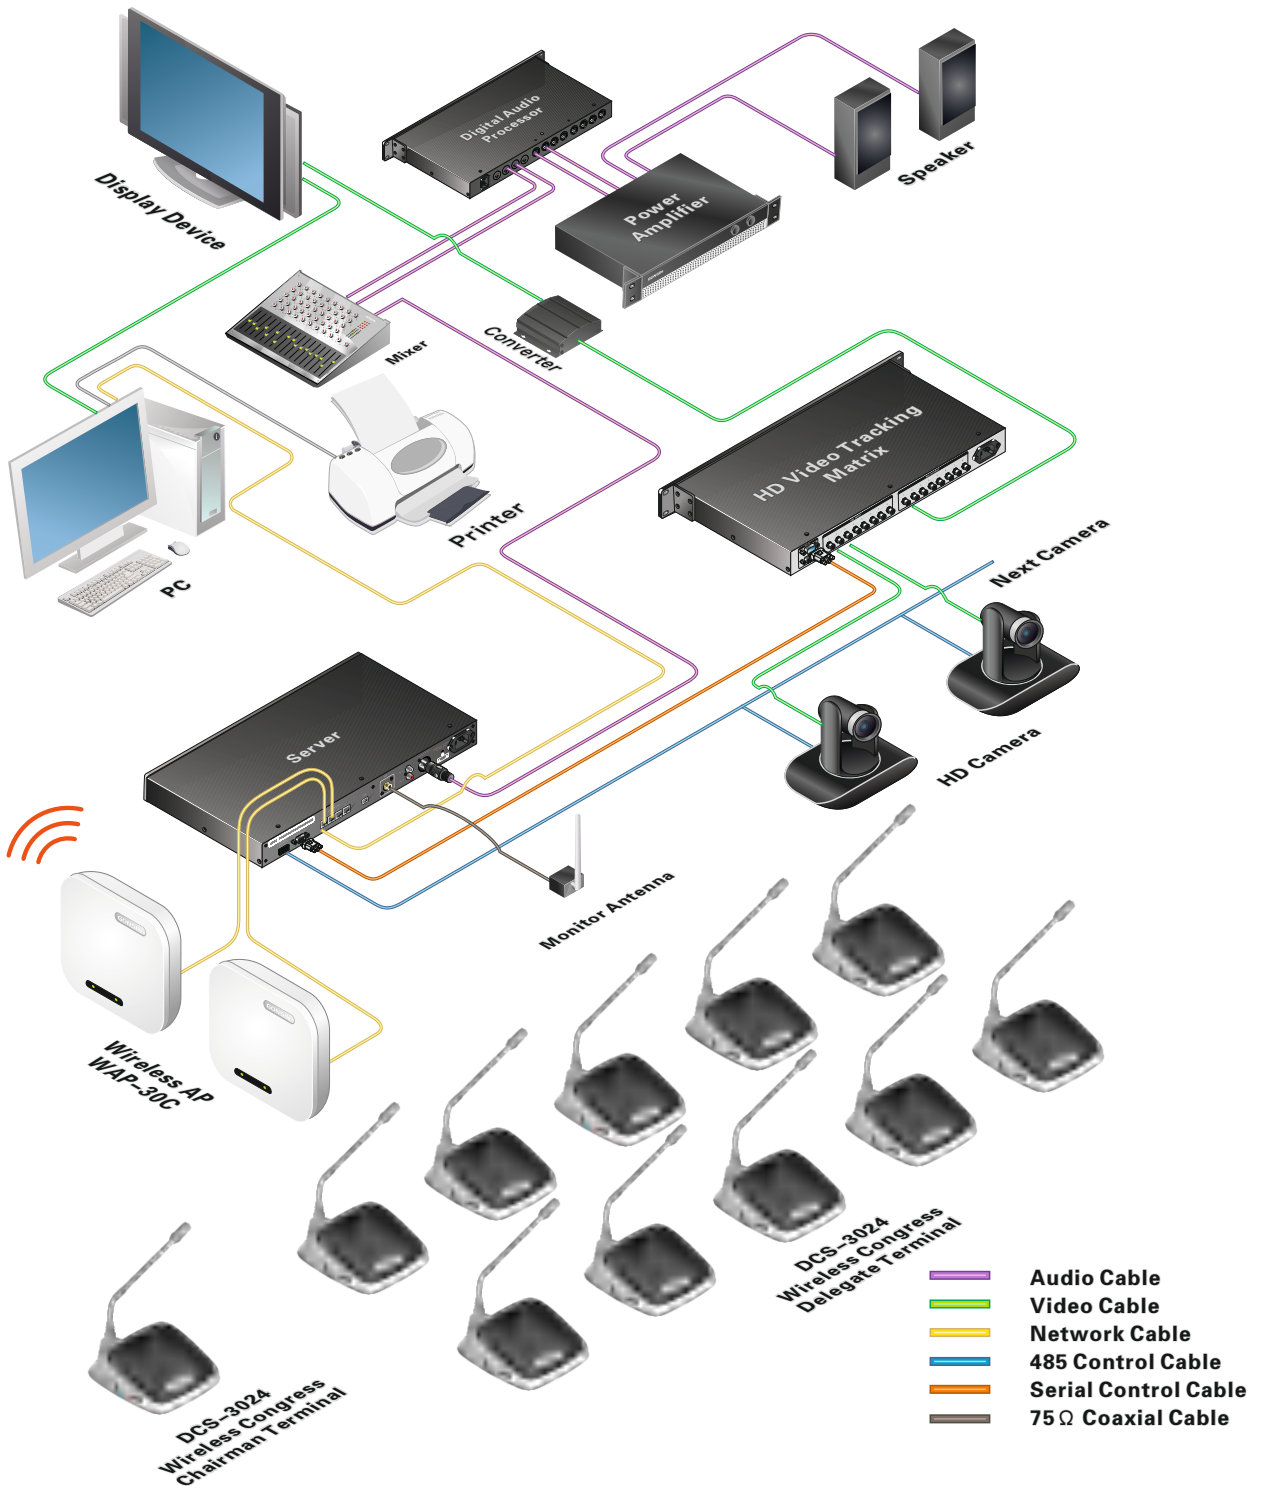 Digital Audio
Processor
Display Device
Power
Amplifier
Speaker
Mixer
Converter
HD Video Tracking
Matrix
Printer
PC
Next Camera
HD Camera
Server
Monitor Antenna
Wireless AP
WAP-30C
DCS-3024
Wireless Congress
Delegate Terminal
DCS-3024
Wireless Congress
Chairman Terminal
Audio Cable
Video Cable
Network Cable
485 Control Cable
Serial Control Cable
75Ω Coaxial Cable